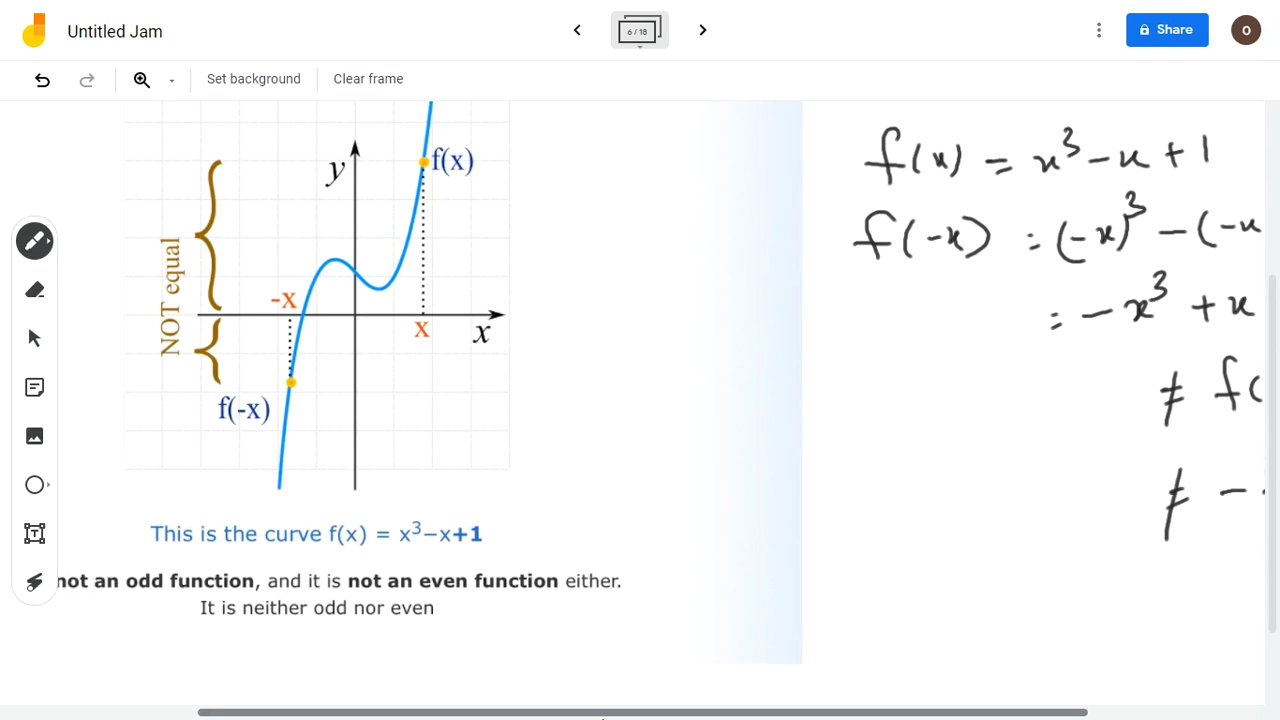 Untitled Jam
6 / 18
Share
O
Set background
Clear frame
y
f(x)
NOT equal
-x
x
x
f(-x)
This is the curve f(x) = x³−x+1
not an odd function, and it is not an even function either.
It is neither odd nor even
f(x) = x³ - x + 1
f(-x) = (-x)³ - (-x
= - x³ + x
≠ f(
≠ -